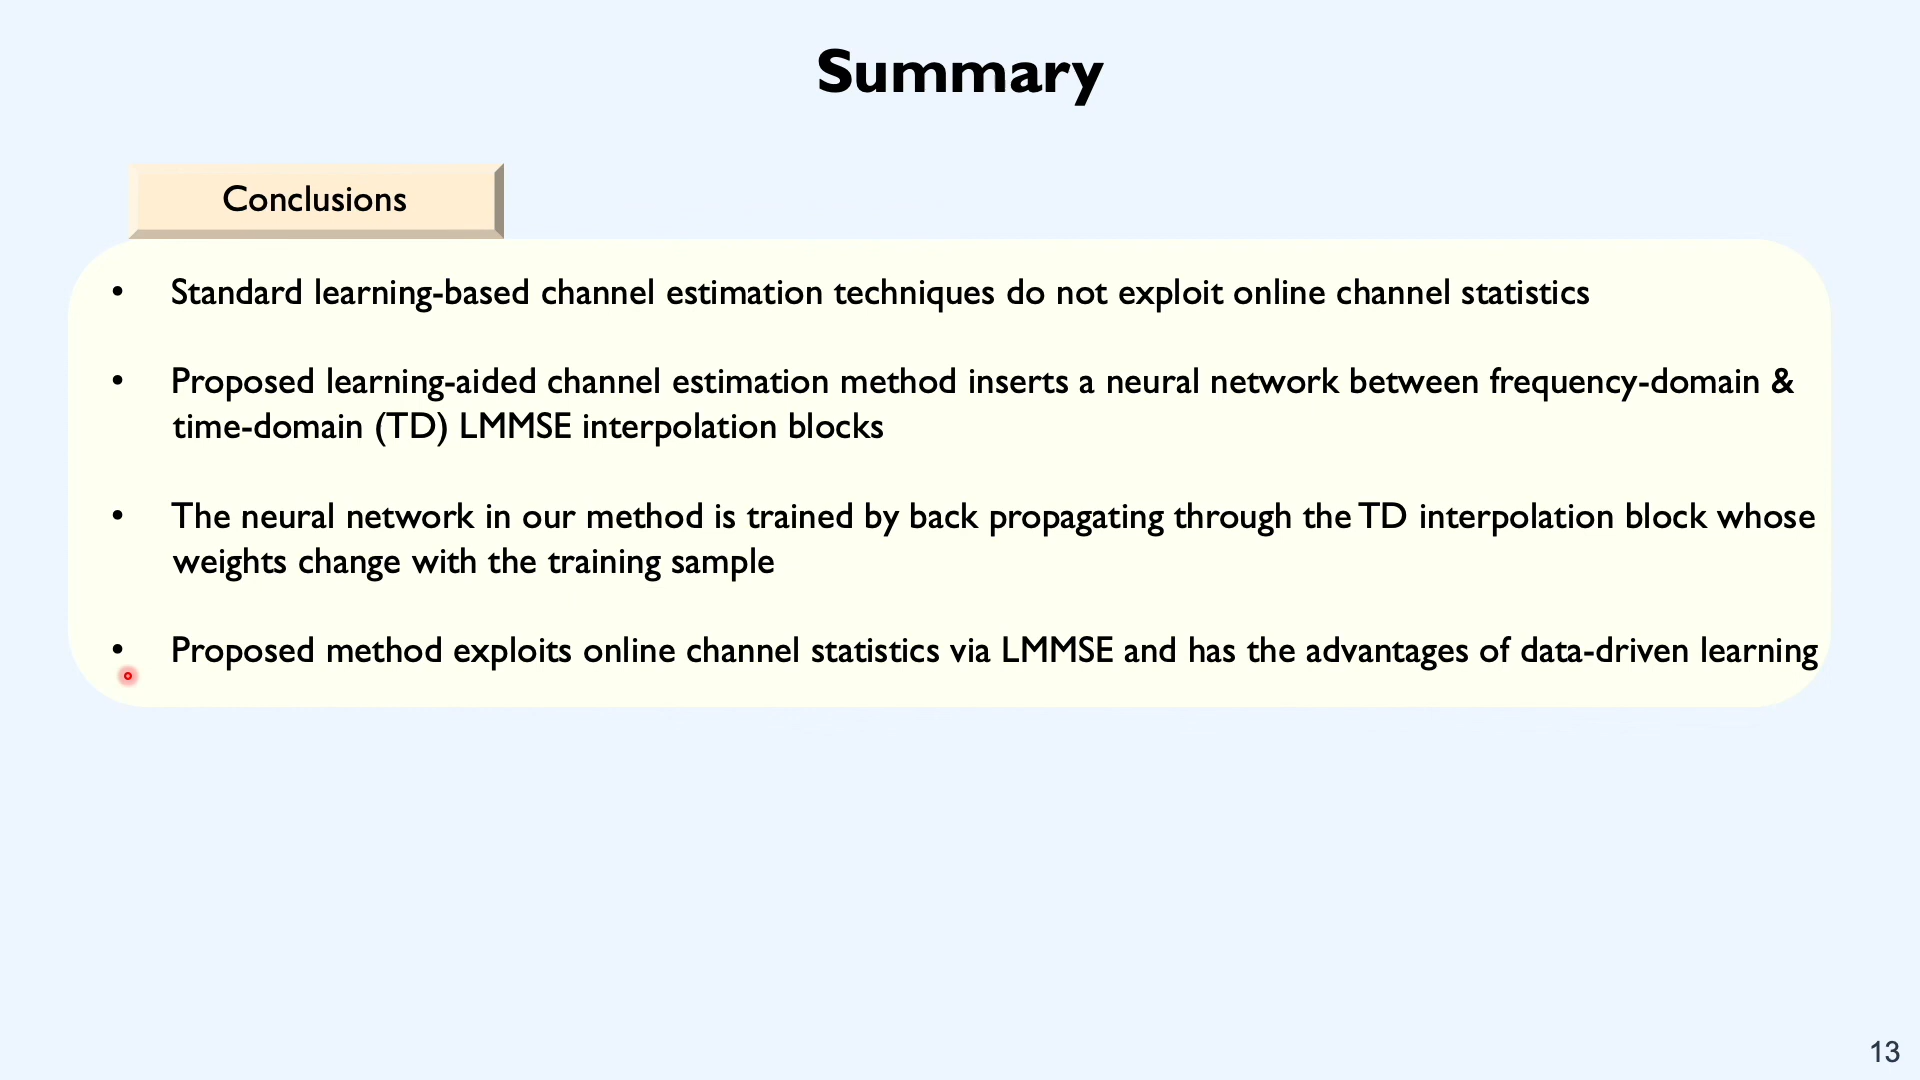 Summary
Conclusions
• Standard learning-based channel estimation techniques do not exploit online channel statistics
• Proposed learning-aided channel estimation method inserts a neural network between frequency-domain &
time-domain (TD) LMMSE interpolation blocks
• The neural network in our method is trained by back propagating through the TD interpolation block whose
weights change with the training sample
• Proposed method exploits online channel statistics via LMMSE and has the advantages of data-driven learning
13